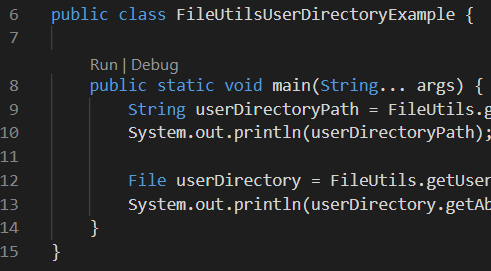 6 public class FileUtilsUserDirectoryExample {
7
Run | Debug
8 public static void main(String... args) {
9 String userDirectoryPath = FileUtils.g
10 System.out.println(userDirectoryPath);
11
12 File userDirectory = FileUtils.getUser
13 System.out.println(userDirectory.getAb
14 }
15 }